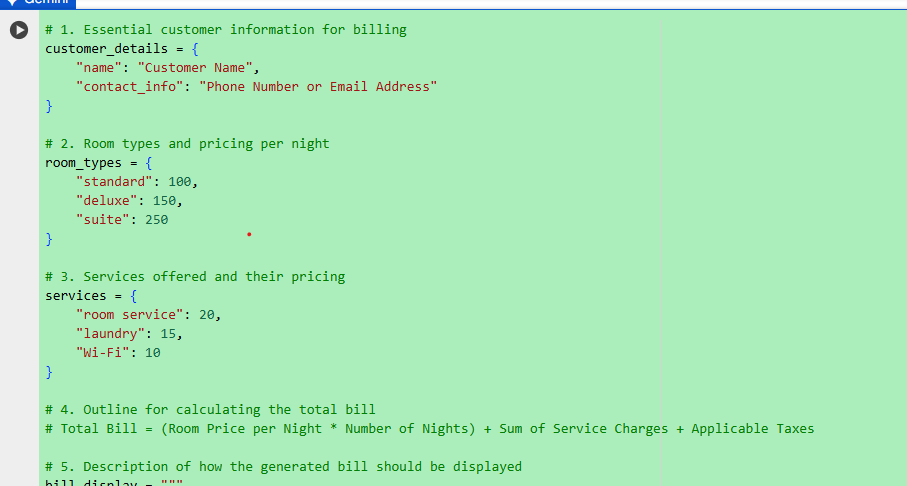 Gemini
# 1. Essential customer information for billing
customer_details = {
    "name": "Customer Name",
    "contact_info": "Phone Number or Email Address"
}
# 2. Room types and pricing per night
room_types = {
    "standard": 100,
    "deluxe": 150,
    "suite": 250
}
# 3. Services offered and their pricing
services = {
    "room service": 20,
    "laundry": 15,
    "Wi-Fi": 10
}
# 4. Outline for calculating the total bill
# Total Bill = (Room Price per Night * Number of Nights) + Sum of Service Charges + Applicable Taxes
# 5. Description of how the generated bill should be displayed
bill_display = """